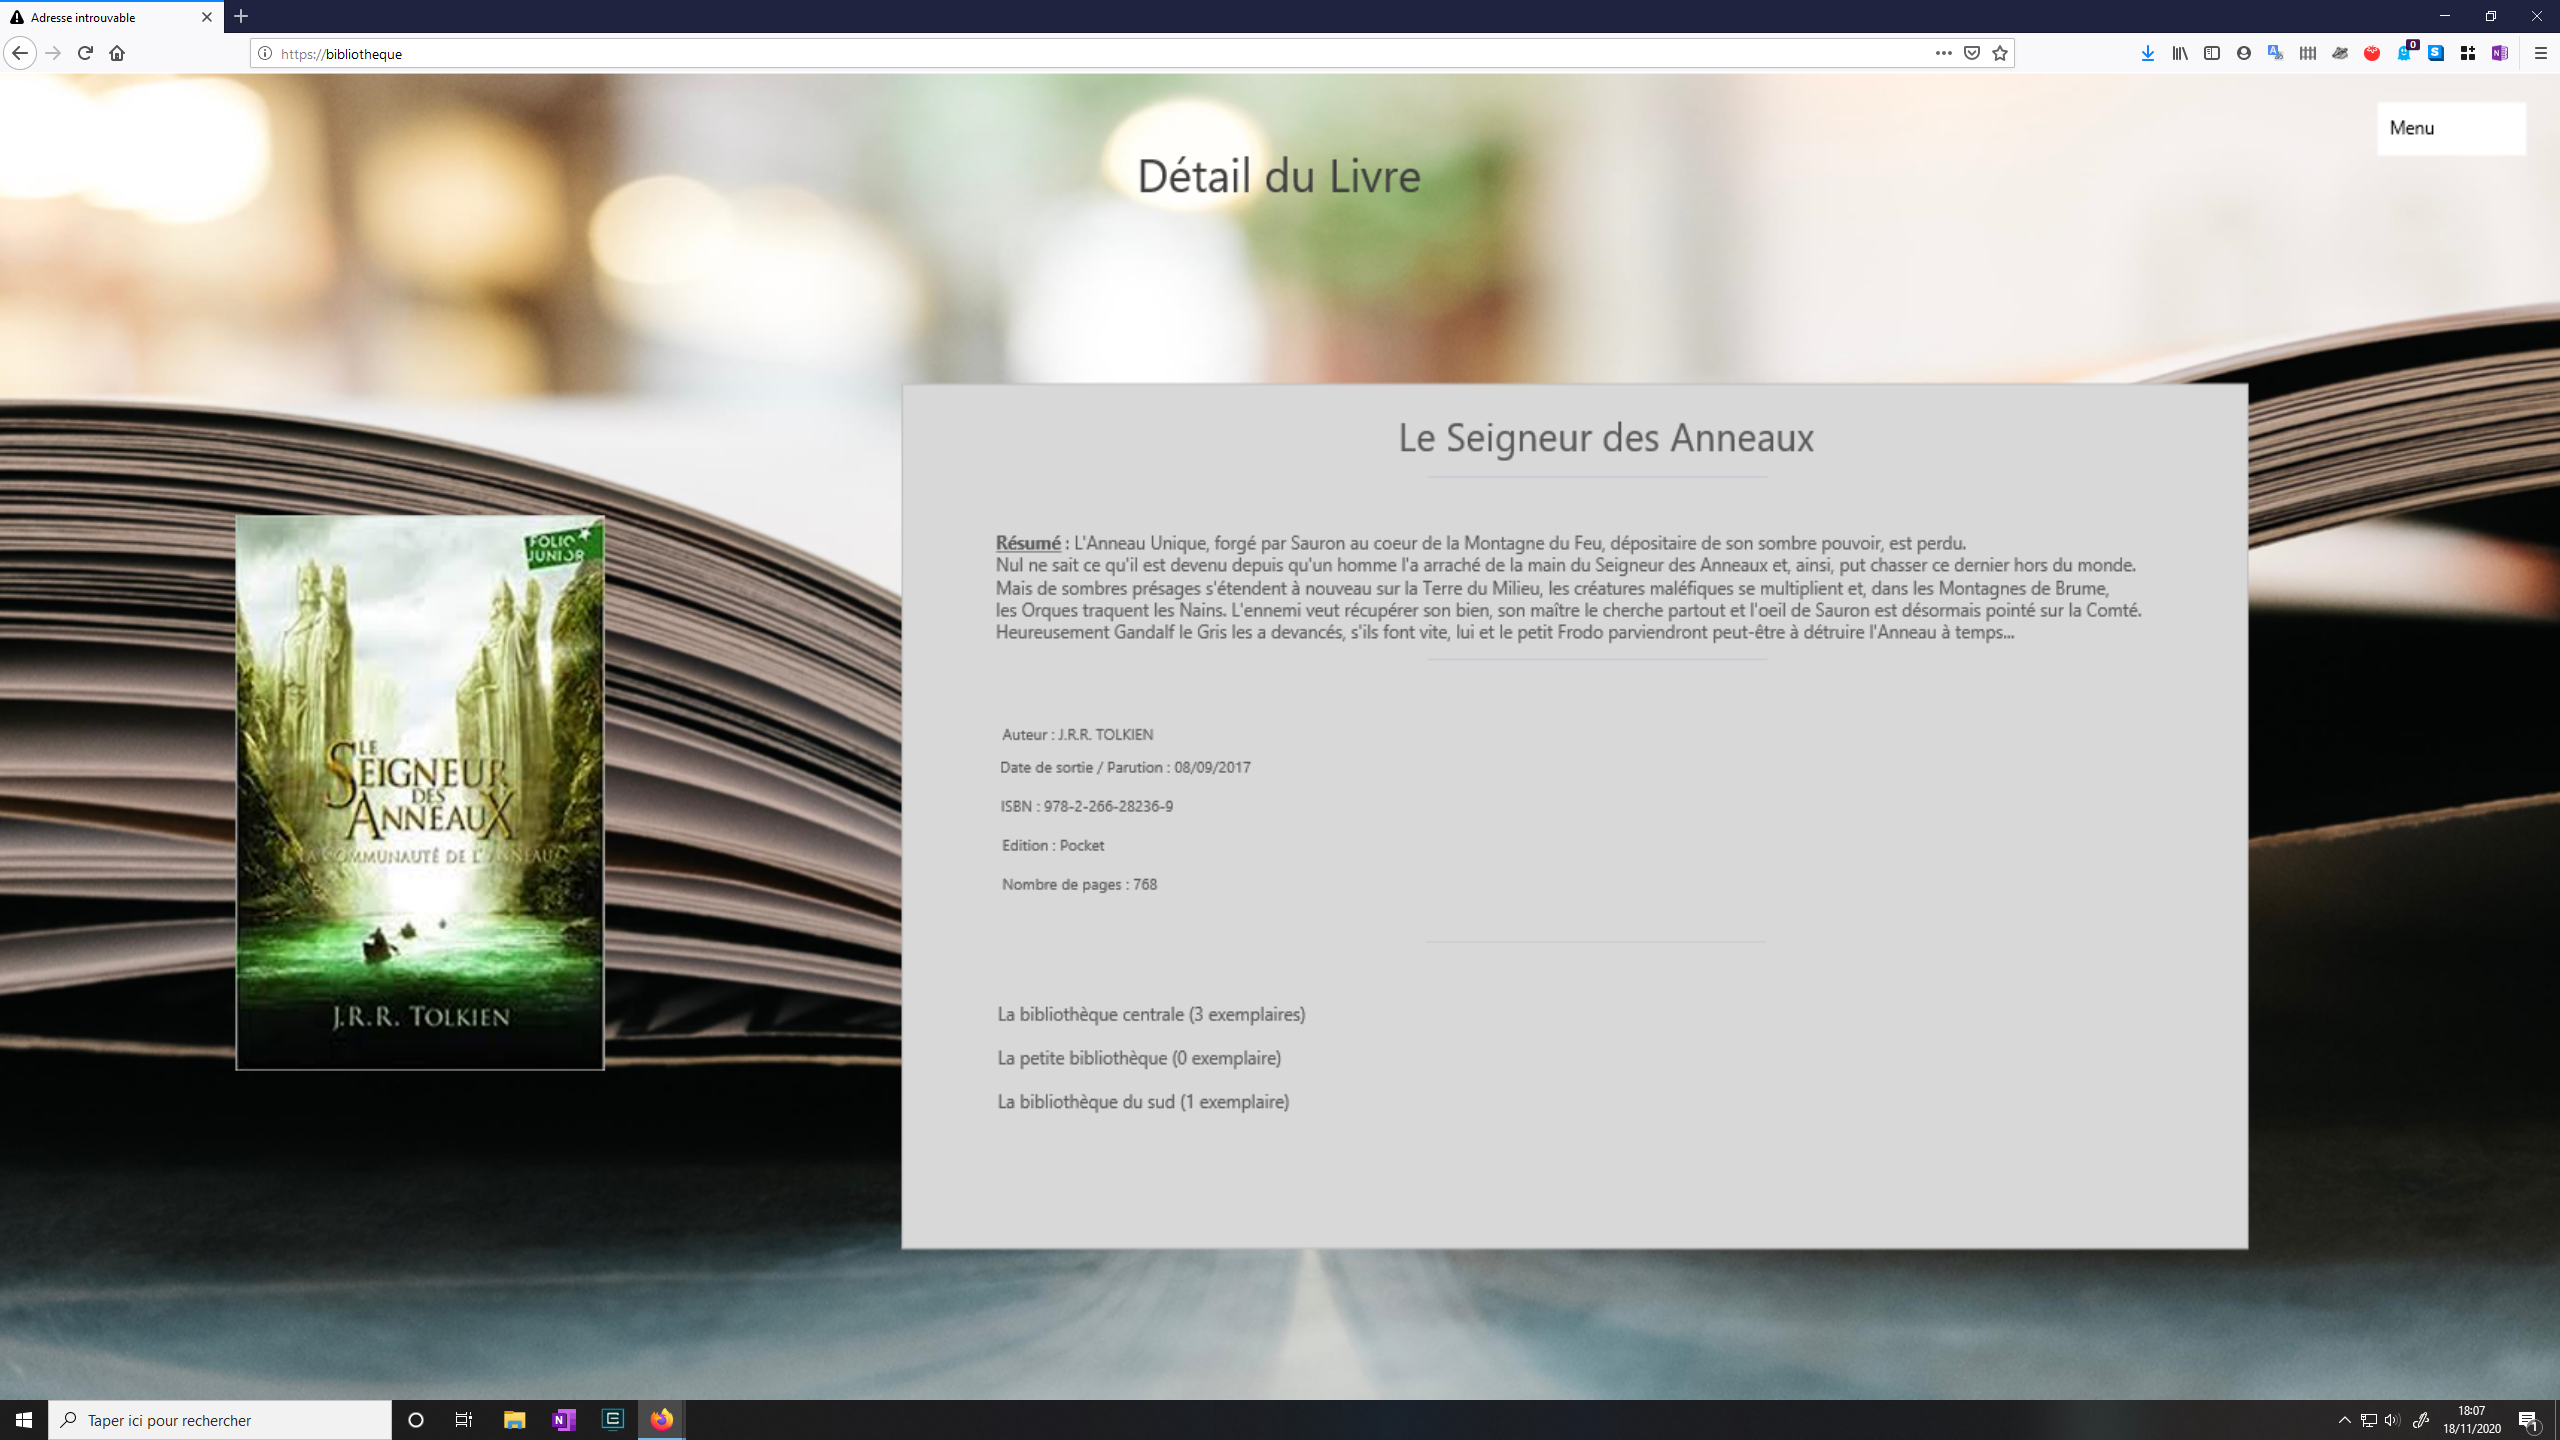 Adresse introuvable
https://bibliotheque
0
Menu
Détail du Livre
Le Seigneur des Anneaux
Résumé : L'Anneau Unique, forgé par Sauron au coeur de la Montagne du Feu, dépositaire de son sombre pouvoir, est perdu.
Nul ne sait ce qu'il est devenu depuis qu'un homme l'a arraché de la main du Seigneur des Anneaux et, ainsi, put chasser ce dernier hors du monde.
Mais de sombres présages s'étendent à nouveau sur la Terre du Milieu, les créatures maléfiques se multiplient et, dans les Montagnes de Brume,
les Orques traquent les Nains. L'ennemi veut récupérer son bien, son maître le cherche partout et l'oeil de Sauron est désormais pointé sur la Comté.
Heureusement Gandalf le Gris les a devancés, s'ils font vite, lui et le petit Frodo parviendront peut-être à détruire l'Anneau à temps...
FOLIO
JUNIOR
LE
SEIGNEUR
DES
ANNEAUX
LA COMMUNAUTÉ DE L'ANNEAU
J.R.R. TOLKIEN
Auteur : J.R.R. TOLKIEN
Date de sortie / Parution : 08/09/2017
ISBN : 978-2-266-28236-9
Edition : Pocket
Nombre de pages : 768
La bibliothèque centrale (3 exemplaires)
La petite bibliothèque (0 exemplaire)
La bibliothèque du sud (1 exemplaire)
Taper ici pour rechercher
18:07
18/11/2020
1